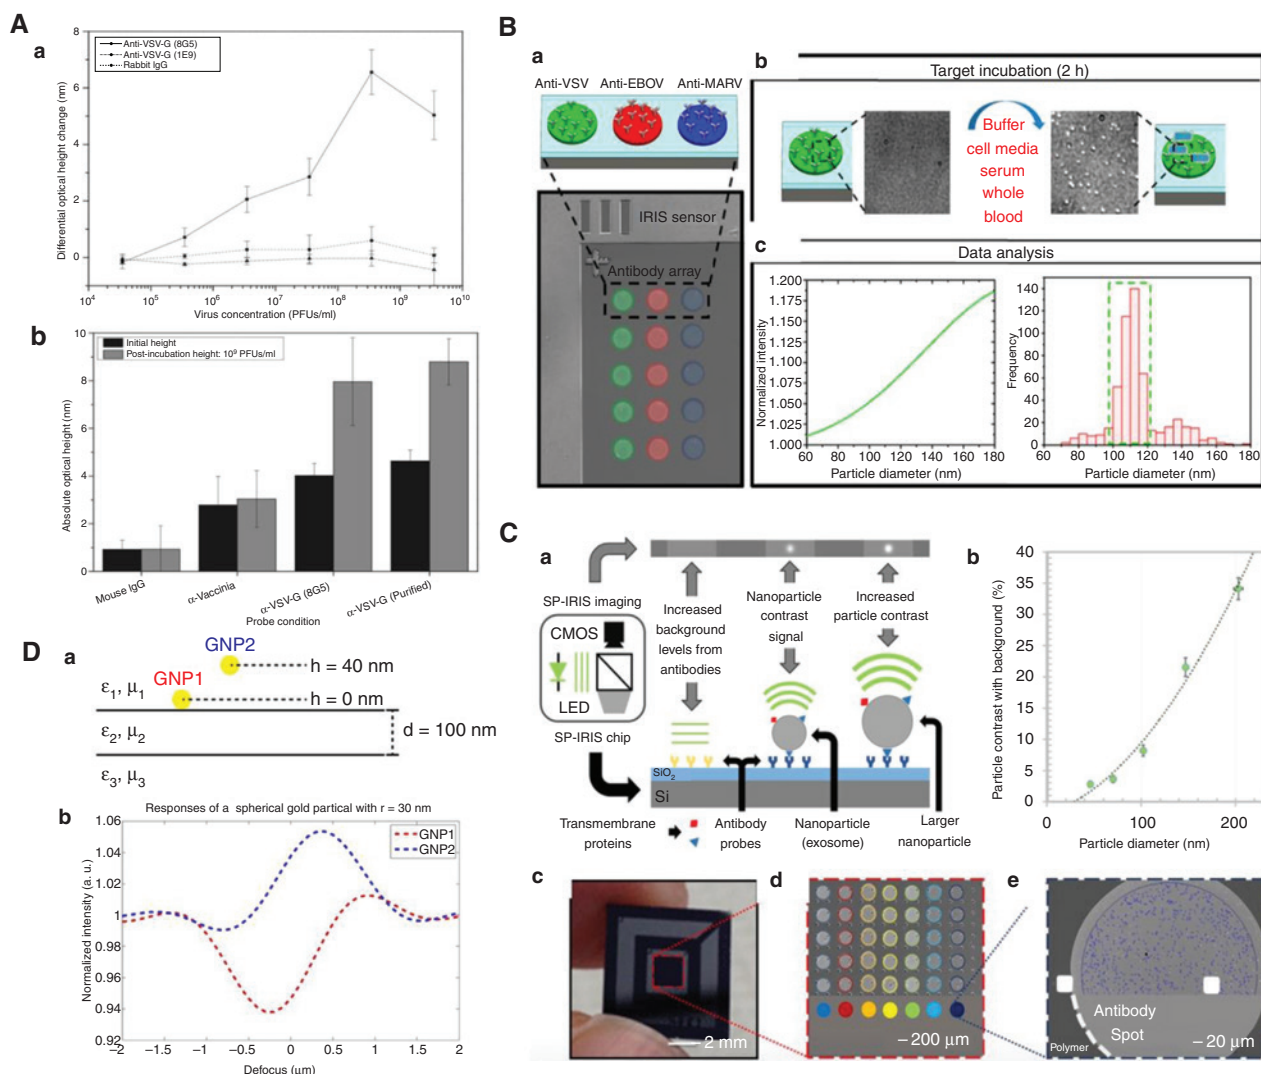 A
a
Anti-VSV-G (8G5)
Anti-VSV-G (1E9)
Rabbit IgG
Differential optical height change (nm)
8
6
4
2
0
10⁴ 10⁵ 10⁶ 10⁷ 10⁸ 10⁹ 10¹⁰
Virus concentration (PFUs/ml)
b
Initial height
Post-incubation height: 10⁹ PFUs/ml
Absolute optical height (nm)
10
8
6
4
2
0
Mouse IgG
α-Vaccinia
α-VSV-G (8G5)
α-VSV-G (Purified)
Probe condition
B
a
Anti-VSV Anti-EBOV Anti-MARV
IRIS sensor
Antibody array
b
Target incubation (2 h)
Buffer
cell media
serum
whole
blood
c
Data analysis
Normalized intensity
1.200
1.175
1.150
1.125
1.100
1.075
1.050
1.025
1.000
60 80 100 120 140 160 180
Particle diameter (nm)
Frequency
140
120
100
80
60
40
20
0
60 80 100 120 140 160 180
Particle diameter (nm)
C
a
SP-IRIS imaging
CMOS
LED
SP-IRIS chip
Increased
background
levels from
antibodies
Nanoparticle
contrast
signal
Increased
particle contrast
SiO₂
Si
Transmembrane
proteins
Antibody
probes
Nanoparticle
(exosome)
Larger
nanoparticle
b
Particle contrast with background (%)
40
35
30
25
20
15
10
5
0
0 100 200
Particle diameter (nm)
c
2 mm
d
200 μm
e
Antibody
Spot
Polymer
20 μm
D
a
GNP2
h = 40 nm
GNP1
h = 0 nm
ε₁, μ₁
ε₂, μ₂
d = 100 nm
ε₃, μ₃
b
Responses of a spherical gold partical with r = 30 nm
GNP1
GNP2
Normalized intensity (a. u.)
1.06
1.04
1.02
1
0.98
0.96
0.94
0.92
−2 −1.5 −1 −0.5 0 0.5 1 1.5 2
Defocus (μm)